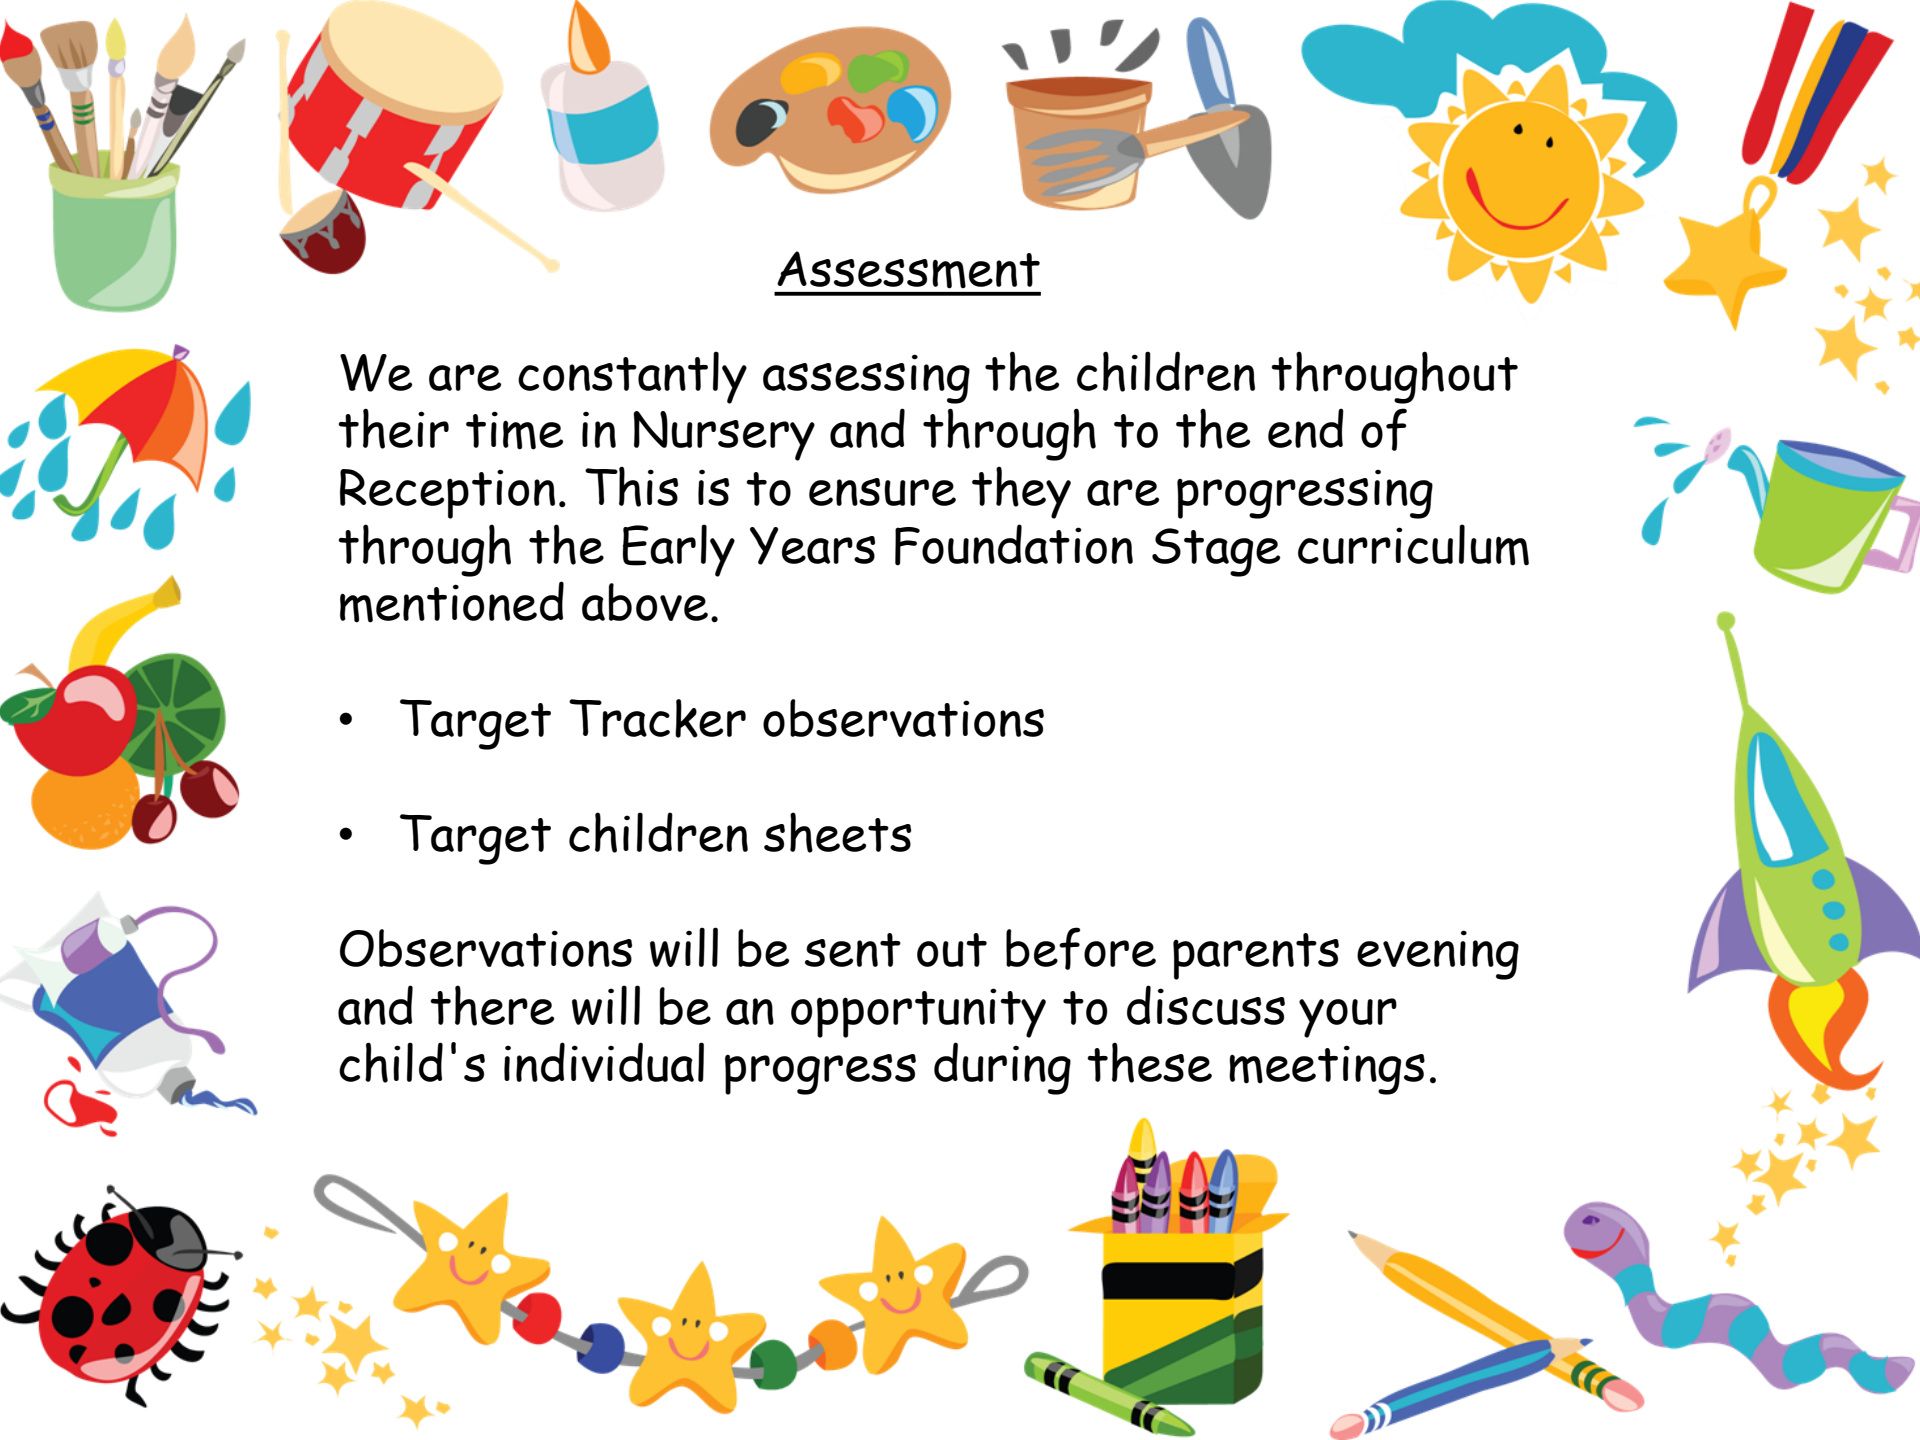 Assessment
We are constantly assessing the children throughout
their time in Nursery and through to the end of
Reception. This is to ensure they are progressing
through the Early Years Foundation Stage curriculum
mentioned above.
• Target Tracker observations
• Target children sheets
Observations will be sent out before parents evening
and there will be an opportunity to discuss your
child's individual progress during these meetings.